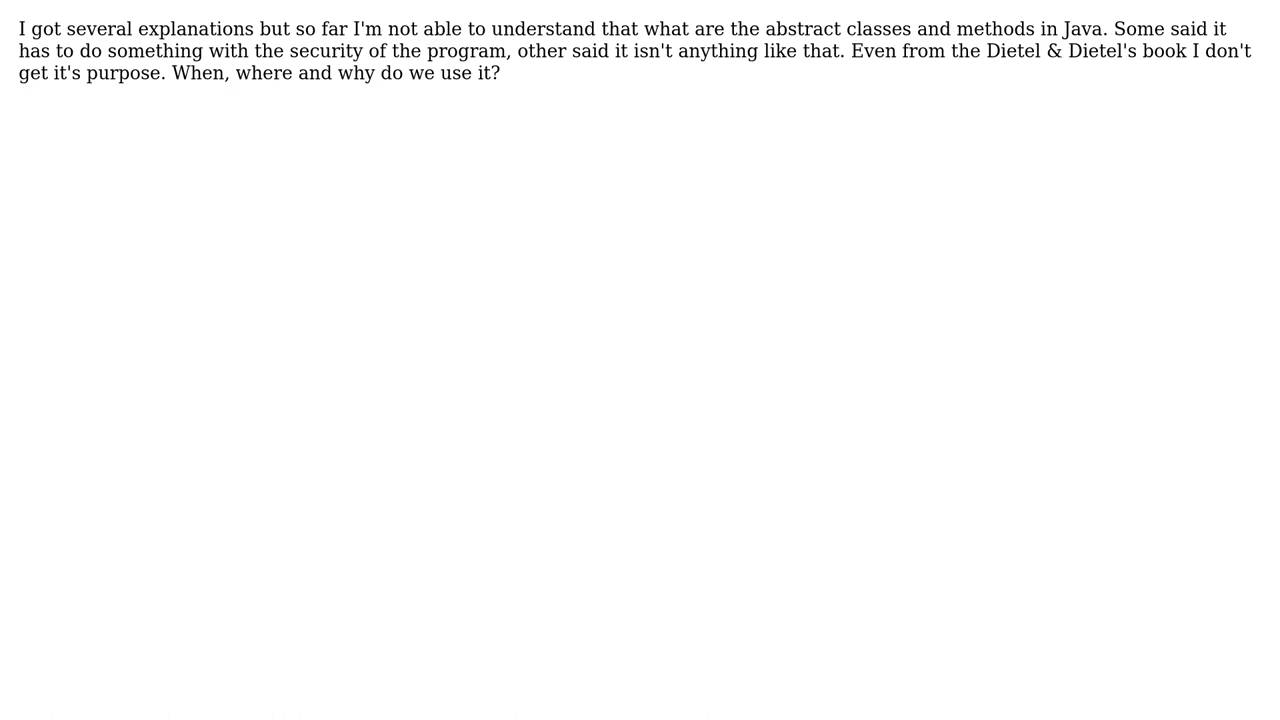 I got several explanations but so far I'm not able to understand that what are the abstract classes and methods in Java. Some said it
has to do something with the security of the program, other said it isn't anything like that. Even from the Dietel & Dietel's book I don't
get it's purpose. When, where and why do we use it?